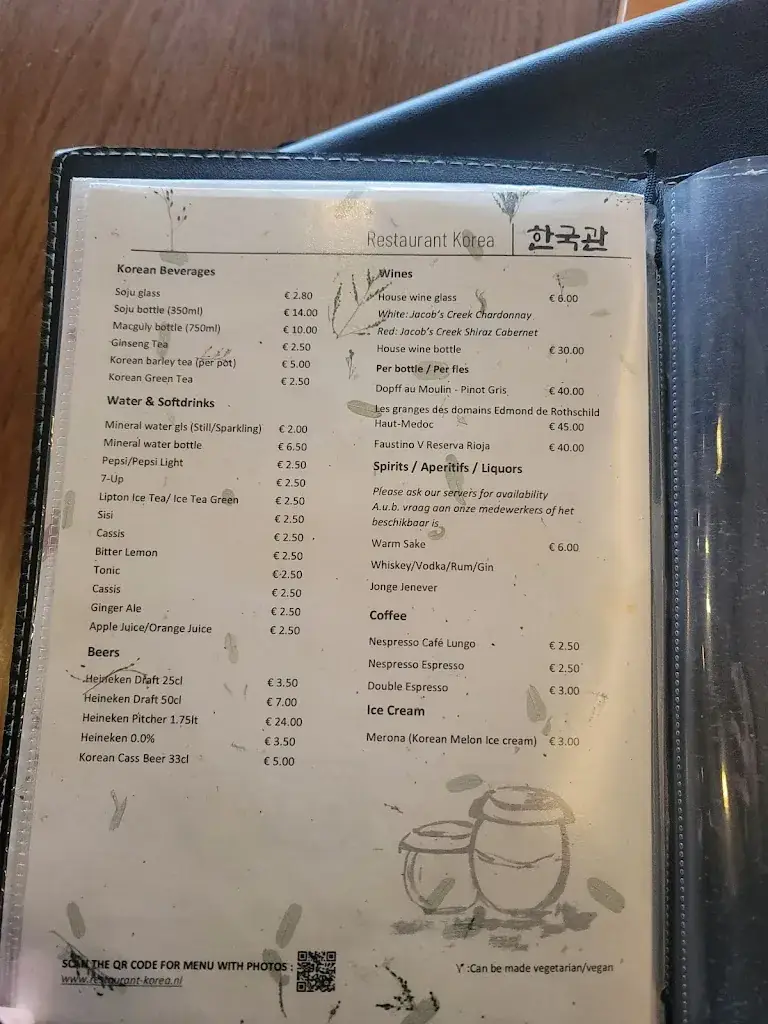 Restaurant Korea
한국관
Korean Beverages
Soju glass € 2.80
Soju bottle (350ml) € 14.00
Macguly bottle (750ml) € 10.00
Ginseng Tea € 2.50
Korean barley tea (per pot) € 5.00
Korean Green Tea € 2.50
Water & Softdrinks
Mineral water gls (Still/Sparkling) € 2.00
Mineral water bottle € 6.50
Pepsi/Pepsi Light € 2.50
7-Up € 2.50
Lipton Ice Tea/ Ice Tea Green € 2.50
Sisi € 2.50
Cassis € 2.50
Bitter Lemon € 2.50
Tonic € 2.50
Cassis € 2.50
Ginger Ale € 2.50
Apple Juice/Orange Juice € 2.50
Beers
Heineken Draft 25cl € 3.50
Heineken Draft 50cl € 7.00
Heineken Pitcher 1.75lt € 24.00
Heineken 0.0% € 3.50
Korean Cass Beer 33cl € 5.00
Wines
House wine glass € 6.00
White: Jacob's Creek Chardonnay
Red: Jacob's Creek Shiraz Cabernet
House wine bottle € 30.00
Per bottle / Per fles
Dopff au Moulin - Pinot Gris € 40.00
Les granges des domains Edmond de Rothschild
Haut-Medoc € 45.00
Faustino V Reserva Rioja € 40.00
Spirits / Aperitifs / Liquors
Please ask our servers for availability
A.u.b. vraag aan onze medewerkers of het
beschikbaar is
Warm Sake € 6.00
Whiskey/Vodka/Rum/Gin
Jonge Jenever
Coffee
Nespresso Café Lungo € 2.50
Nespresso Espresso € 2.50
Double Espresso € 3.00
Ice Cream
Merona (Korean Melon Ice cream) € 3.00
SCAN THE QR CODE FOR MENU WITH PHOTOS :
www.restaurant-korea.nl
V :Can be made vegetarian/vegan